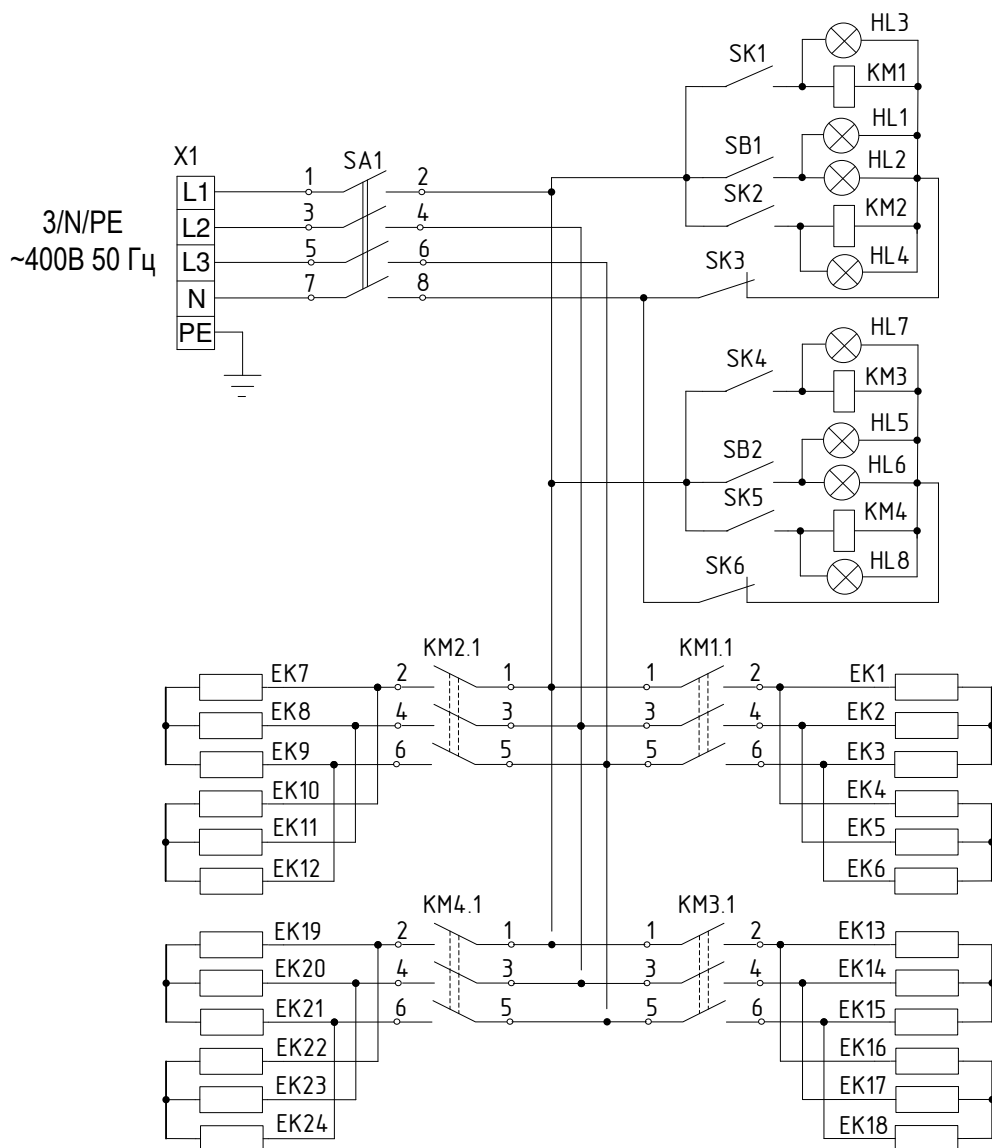 HL3
SK1
KM1
HL1
X1
SA1
SB1
HL2
1
2
L1
SK2
KM2
3/N/PE
L2
3
4
~400В 50 Гц
L3
5
6
HL4
SK3
N
7
8
PE
HL7
SK4
KM3
HL5
SB2
HL6
SK5
KM4
HL8
SK6
KM2.1
KM1.1
EK7
2
1
1
2
EK1
EK8
4
3
3
4
EK2
EK9
6
5
5
6
EK3
EK10
EK4
EK11
EK5
EK12
EK6
KM4.1
KM3.1
EK19
2
1
1
2
EK13
EK20
4
3
3
4
EK14
EK21
6
5
5
6
EK15
EK22
EK16
EK23
EK17
EK24
EK18